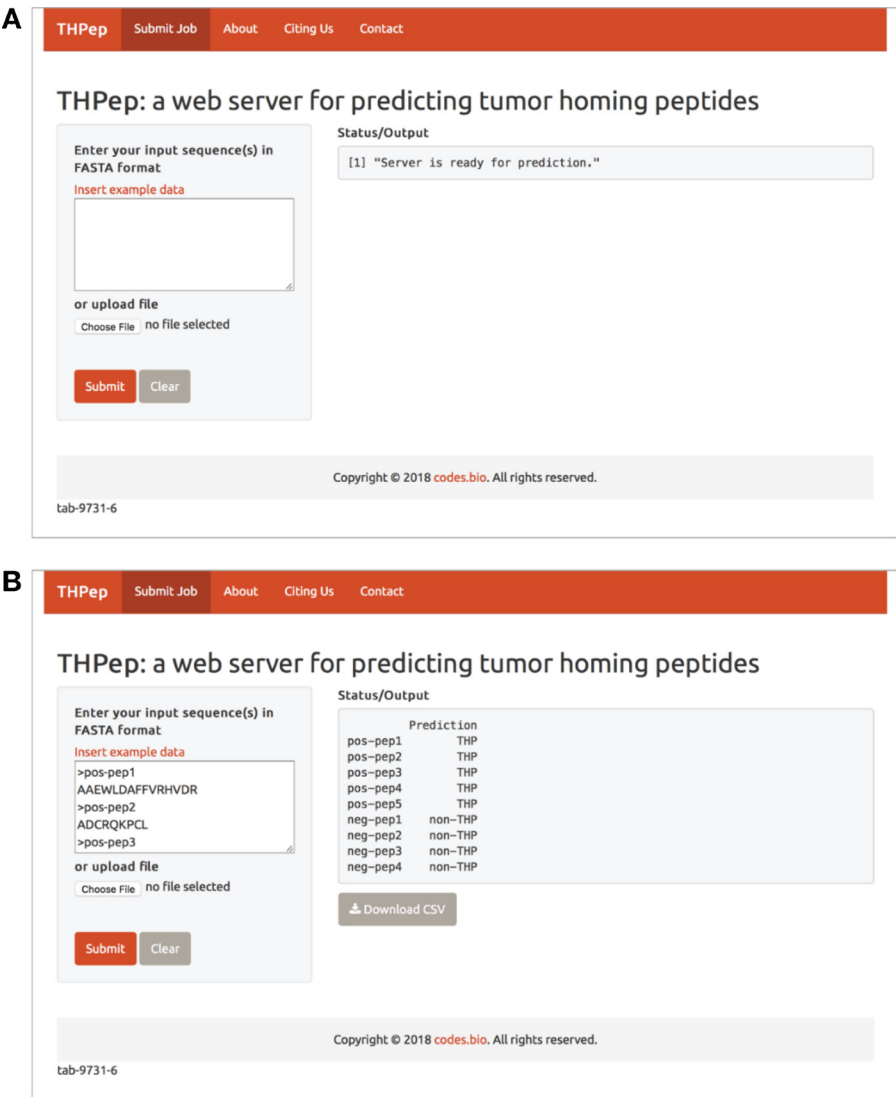 A
THPep Submit Job About Citing Us Contact
THPep: a web server for predicting tumor homing peptides
Enter your input sequence(s) in
FASTA format
Insert example data
or upload file
Choose File no file selected
Submit Clear
Status/Output
[1] "Server is ready for prediction."
Copyright © 2018 codes.bio. All rights reserved.
tab-9731-6
B
THPep Submit Job About Citing Us Contact
THPep: a web server for predicting tumor homing peptides
Enter your input sequence(s) in
FASTA format
Insert example data
>pos-pep1
AAEWLDAFFVRHVDR
>pos-pep2
ADCRQKPCL
>pos-pep3
or upload file
Choose File no file selected
Submit Clear
Status/Output
Prediction
pos-pep1 THP
pos-pep2 THP
pos-pep3 THP
pos-pep4 THP
pos-pep5 THP
neg-pep1 non-THP
neg-pep2 non-THP
neg-pep3 non-THP
neg-pep4 non-THP
Download CSV
Copyright © 2018 codes.bio. All rights reserved.
tab-9731-6